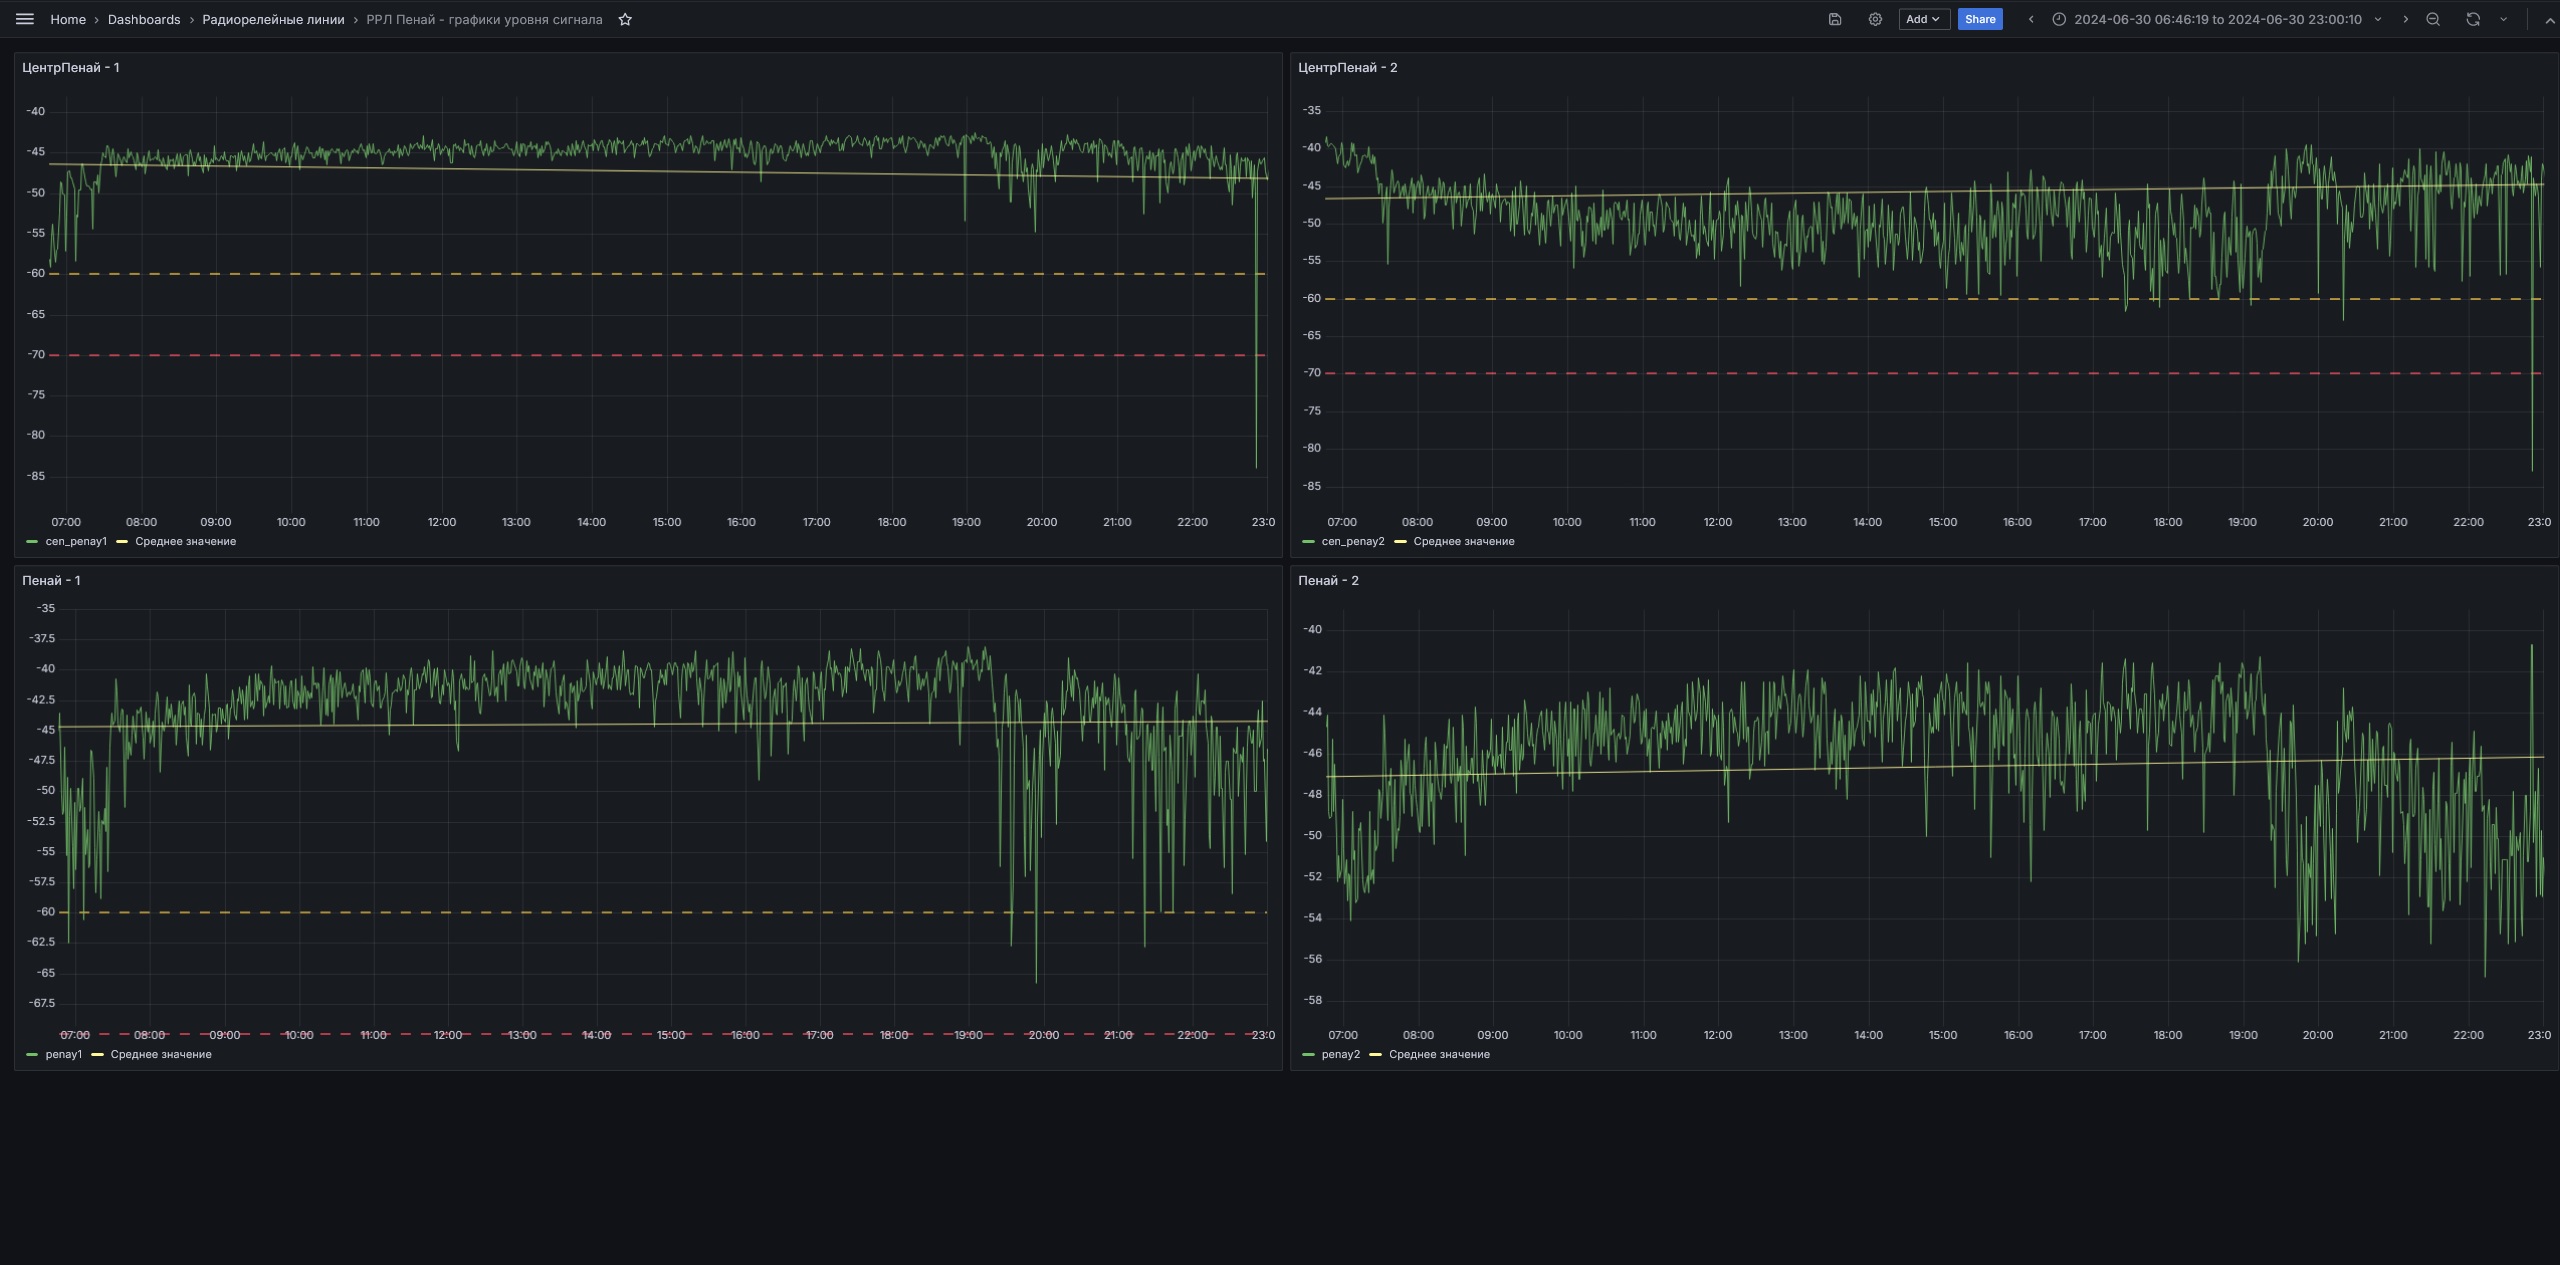 Home › Dashboards › Радиорелейные линии › РРЛ Пенай - графики уровня сигнала
Add
Share
2024-06-30 06:46:19 to 2024-06-30 23:00:10
ЦентрПенай - 1
-40
-45
-50
-55
-60
-65
-70
-75
-80
-85
07:00 08:00 09:00 10:00 11:00 12:00 13:00 14:00 15:00 16:00 17:00 18:00 19:00 20:00 21:00 22:00 23:0
cen_penay1 Среднее значение
ЦентрПенай - 2
-35
-40
-45
-50
-55
-60
-65
-70
-75
-80
-85
07:00 08:00 09:00 10:00 11:00 12:00 13:00 14:00 15:00 16:00 17:00 18:00 19:00 20:00 21:00 22:00 23:0
cen_penay2 Среднее значение
Пенай - 1
-35
-37.5
-40
-42.5
-45
-47.5
-50
-52.5
-55
-57.5
-60
-62.5
-65
-67.5
07:00 08:00 09:00 10:00 11:00 12:00 13:00 14:00 15:00 16:00 17:00 18:00 19:00 20:00 21:00 22:00 23:0
penay1 Среднее значение
Пенай - 2
-40
-42
-44
-46
-48
-50
-52
-54
-56
-58
07:00 08:00 09:00 10:00 11:00 12:00 13:00 14:00 15:00 16:00 17:00 18:00 19:00 20:00 21:00 22:00 23:0
penay2 Среднее значение